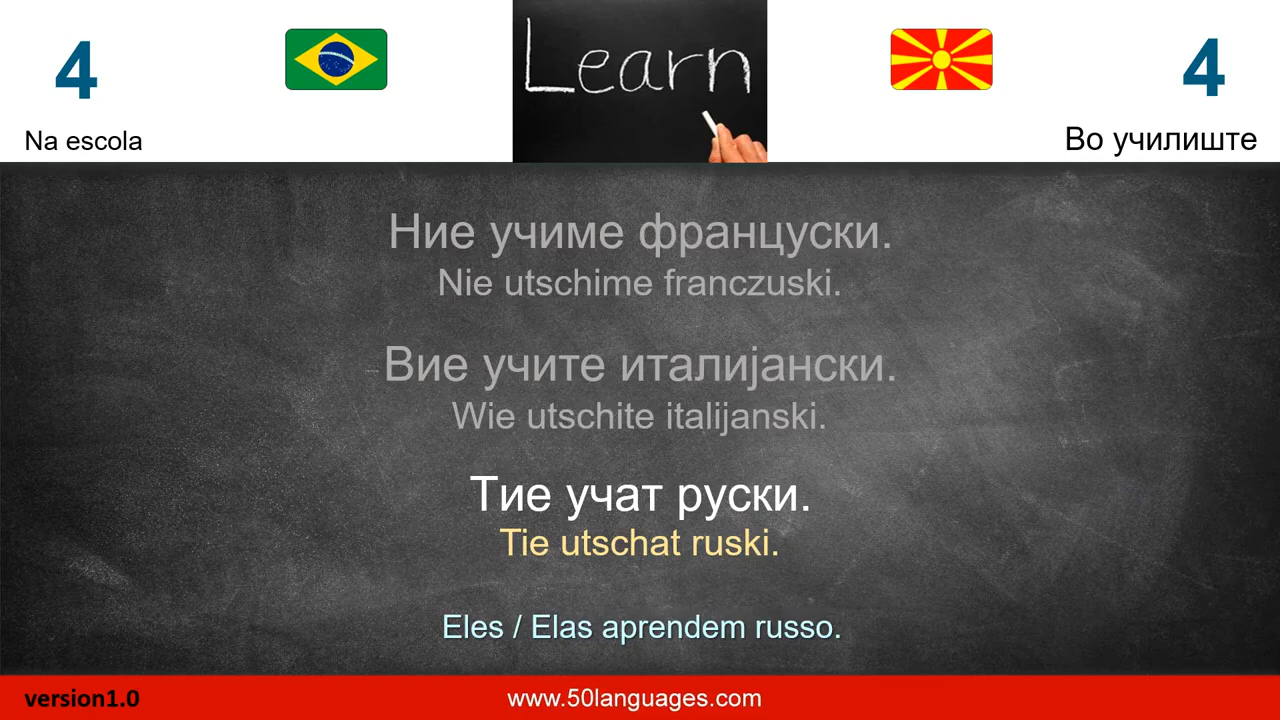 4
Learn
4
Na escola
Во училиште
Ние учиме француски.
Nie utschime franczuski.
Вие учите италијански.
Wie utschite italijanski.
Тие учат руски.
Tie utschat ruski.
Eles / Elas aprendem russo.
version1.0
www.50languages.com